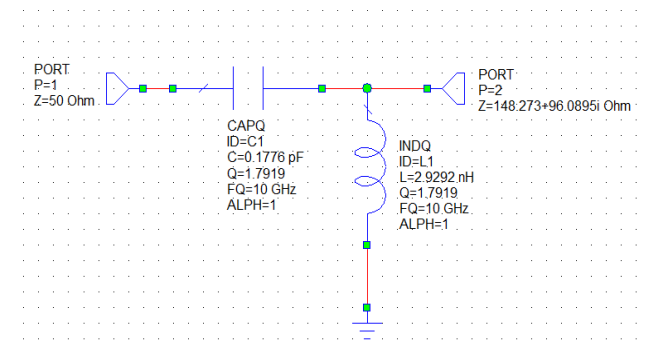 PORT
P=1
Z=50 Ohm
CAPQ
ID=C1
C=0.1776 pF
Q=1.7919
FQ=10 GHz
ALPH=1
PORT
P=2
Z=148.273+96.0895i Ohm
INDQ
ID=L1
L=2.9292 nH
Q=1.7919
FQ=10 GHz
ALPH=1